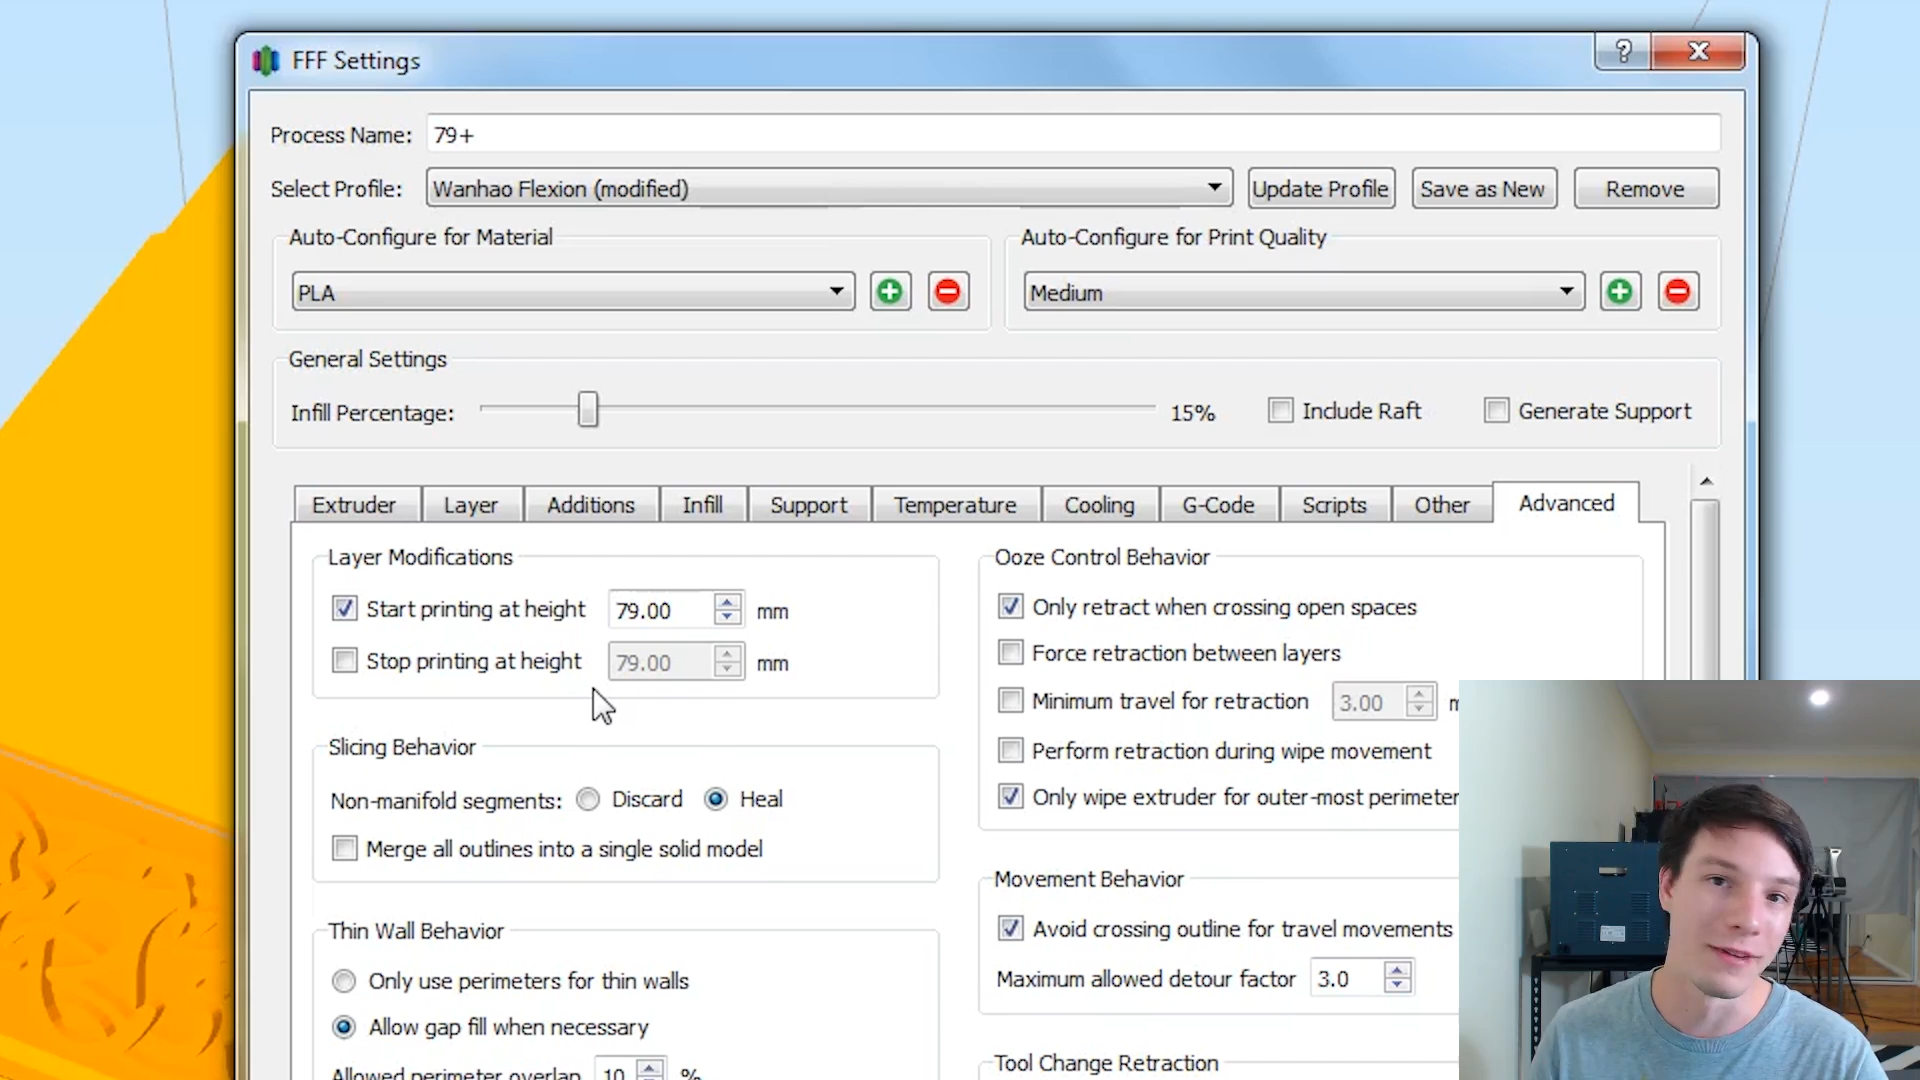 FFF Settings
?
Process Name: 79+
Select Profile: Wanhao Flexion (modified) Update Profile Save as New Remove
Auto-Configure for Material
Auto-Configure for Print Quality
PLA
Medium
General Settings
Infill Percentage: 15% Include Raft Generate Support
Extruder Layer Additions Infill Support Temperature Cooling G-Code Scripts Other Advanced
Layer Modifications
Start printing at height 79.00 mm
Stop printing at height 79.00 mm
Slicing Behavior
Non-manifold segments: Discard Heal
Merge all outlines into a single solid model
Thin Wall Behavior
Only use perimeters for thin walls
Allow gap fill when necessary
Allowed perimeter overlap 10 %
Ooze Control Behavior
Only retract when crossing open spaces
Force retraction between layers
Minimum travel for retraction 3.00
Perform retraction during wipe movement
Only wipe extruder for outer-most perimeter
Movement Behavior
Avoid crossing outline for travel movements
Maximum allowed detour factor 3.0
Tool Change Retraction